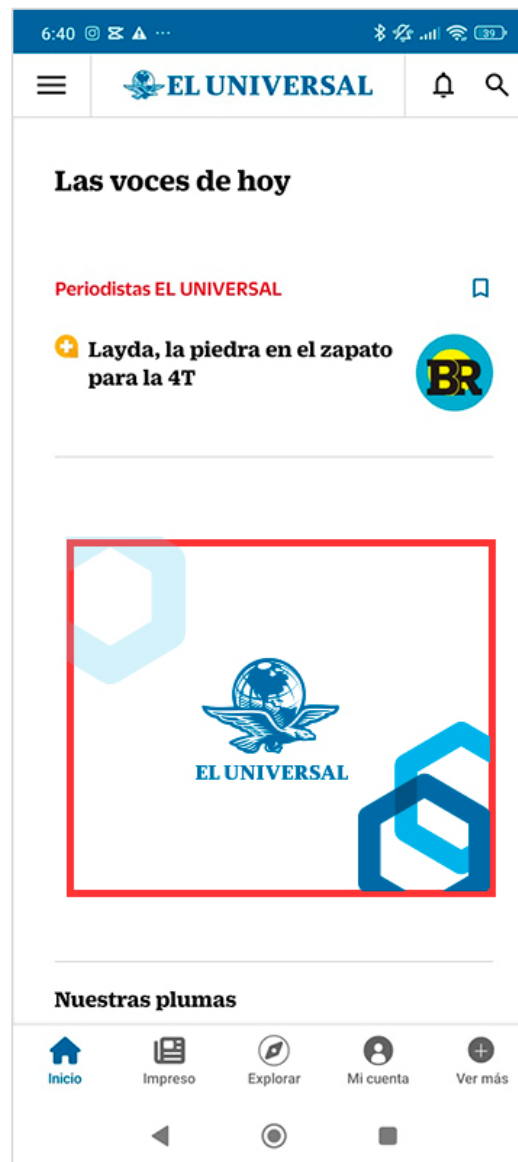 6:40
39
EL UNIVERSAL
Las voces de hoy
Periodistas EL UNIVERSAL
Layda, la piedra en el zapato
para la 4T
BR
EL UNIVERSAL
Nuestras plumas
Inicio Impreso Explorar Mi cuenta Ver más